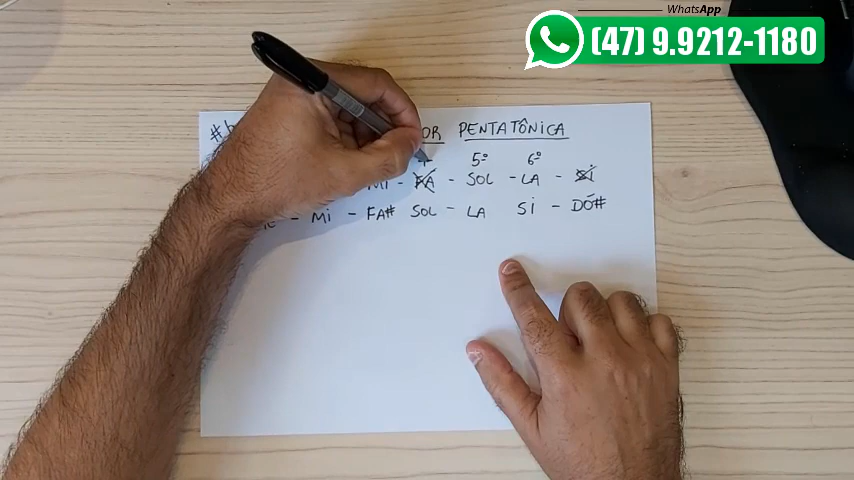 WhatsApp
(47) 9.9212-1180
OR PENTATÔNICA
5º 6º
MI - FA - SOL - LA - SI
- MI - FA# SOL - LA SI - DÓ#